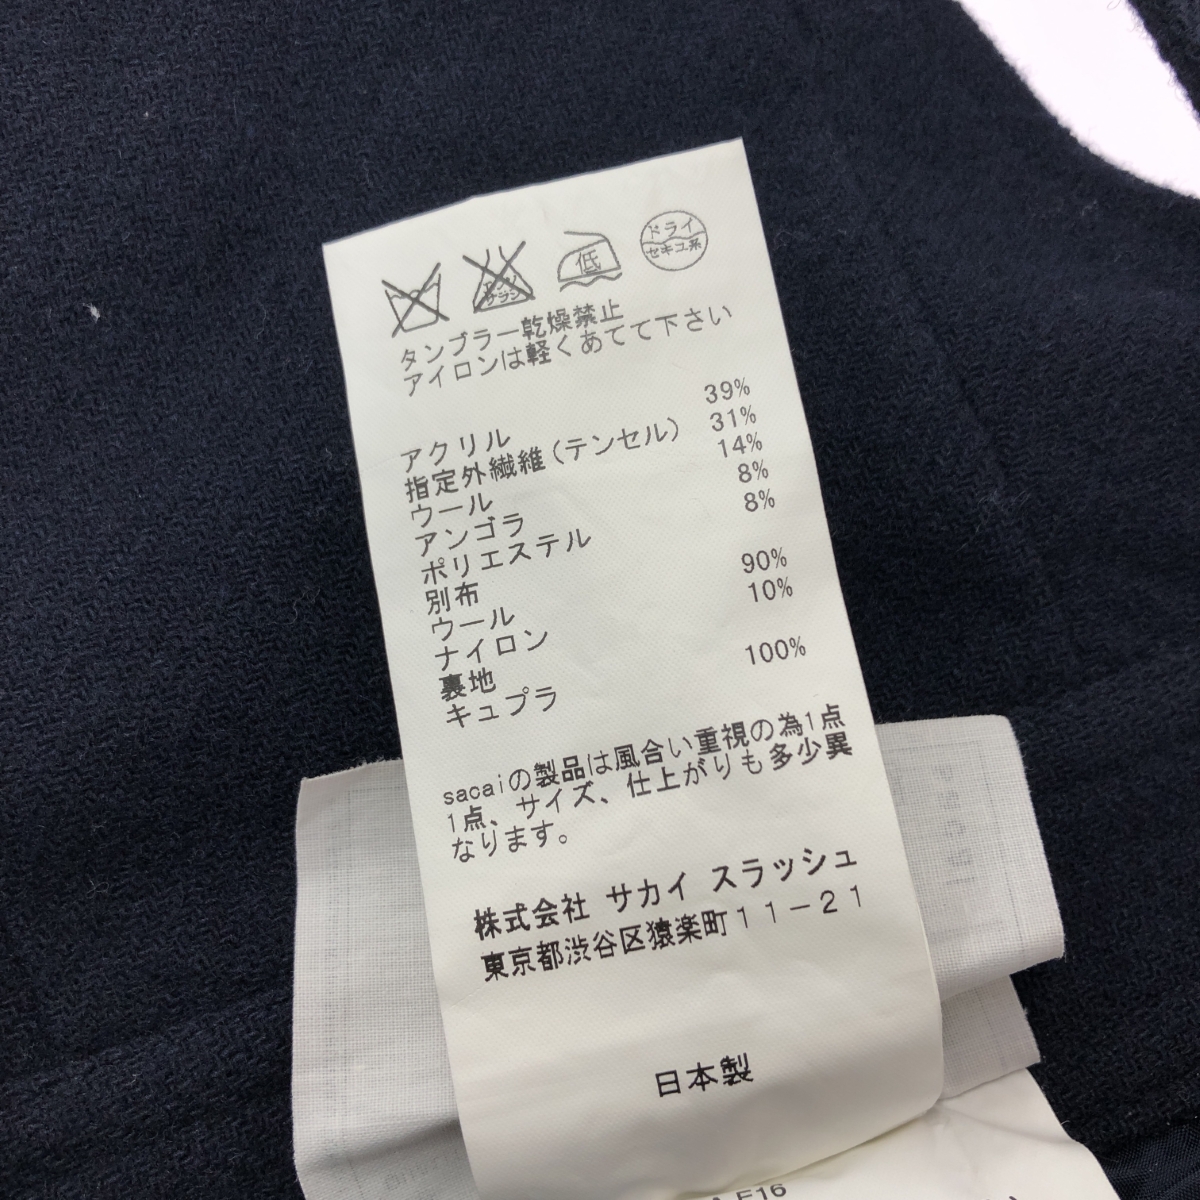 低
ドライ
セキユ系
エンソ
サラシ
タンブラー乾燥禁止
アイロンは軽くあてて下さい
アクリル 39%
指定外繊維(テンセル) 31%
ウール 14%
アンゴラ 8%
ポリエステル 8%
別布
ウール 90%
ナイロン 10%
裏地
キュプラ 100%
sacaiの製品は風合い重視の為1点
1点、サイズ、仕上がりも多少異
なります。
株式会社 サカイ スラッシュ
東京都渋谷区猿楽町11-21
日本製